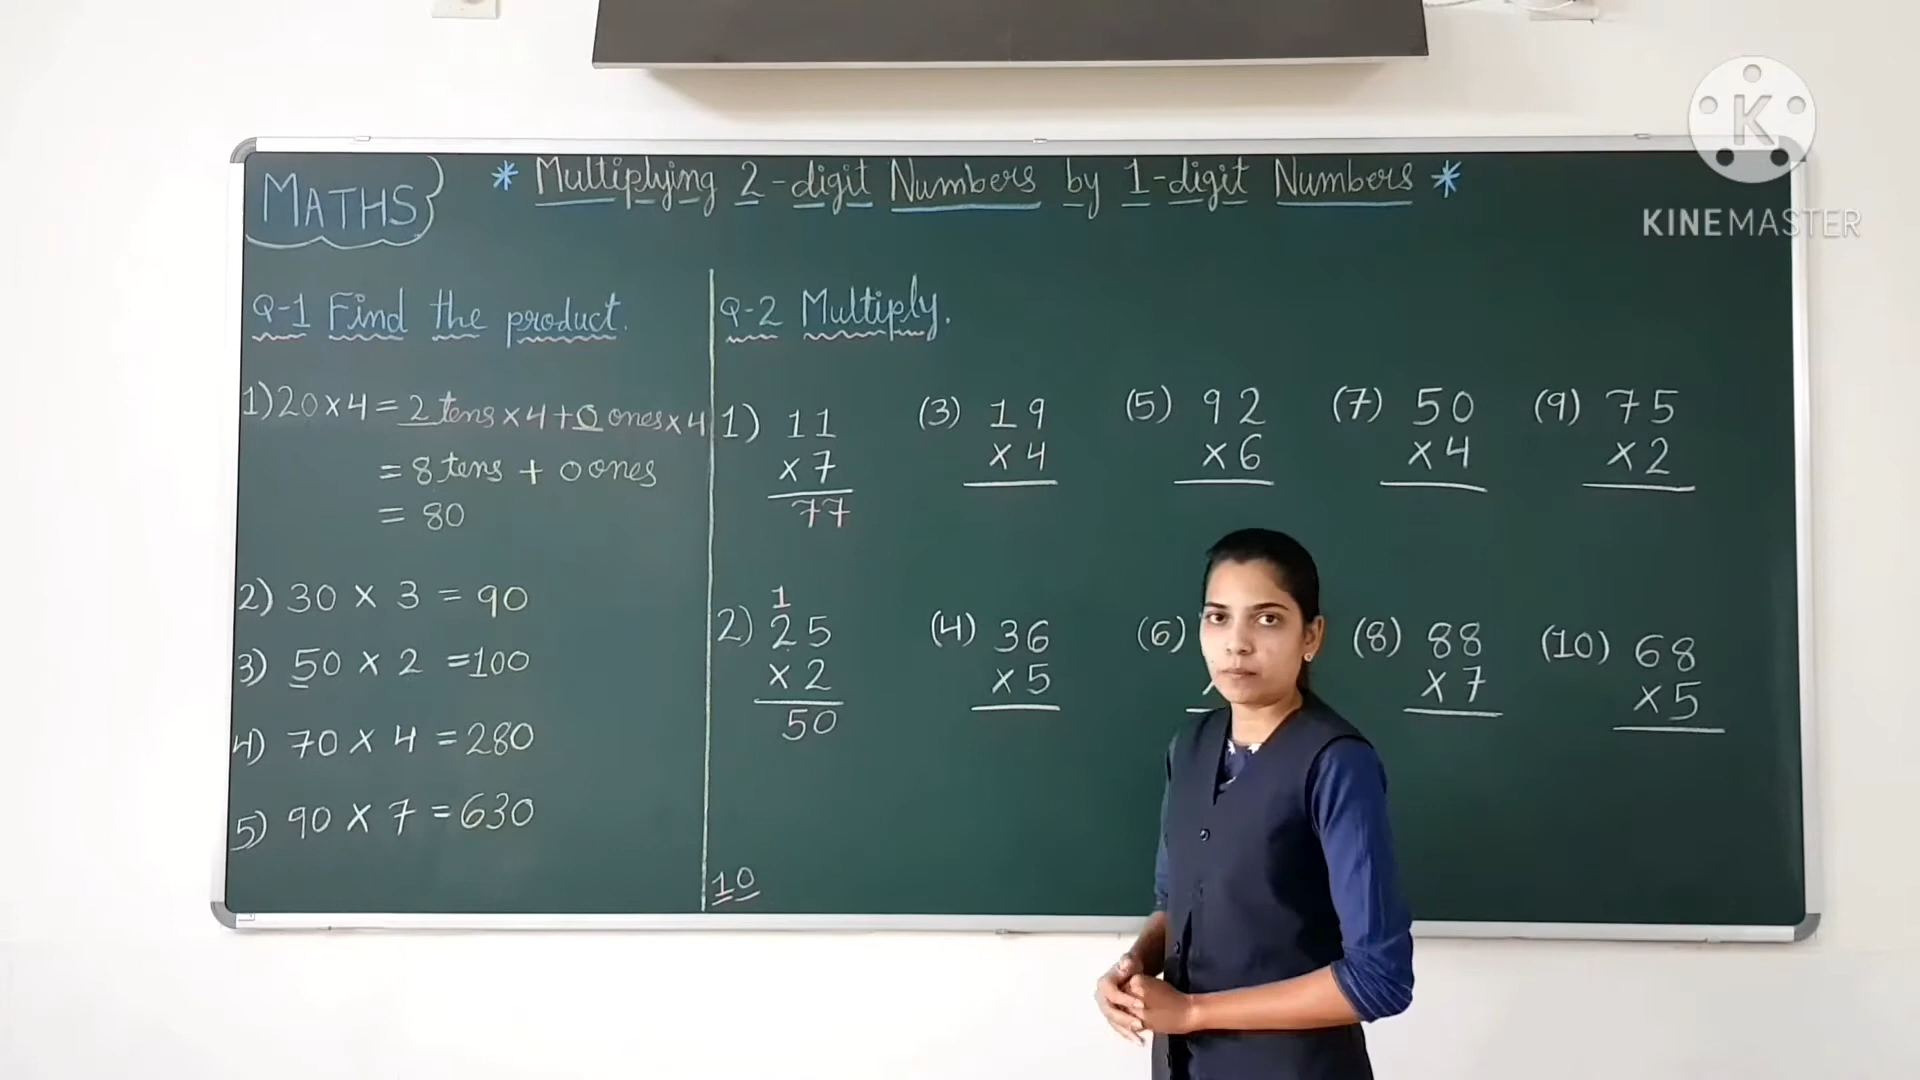 MATHS
* Multiplying 2-digit Numbers by 1-digit Numbers *
K
KINEMASTER
Q-1 Find the product.
1) 20 x 4 = 2 tens x 4 + 0 ones x 4
= 8 tens + 0 ones
= 80
2) 30 x 3 = 90
3) 50 x 2 = 100
4) 70 x 4 = 280
5) 90 x 7 = 630
Q-2 Multiply.
1) 11
x 7
77
1
2) 25
x 2
50
10
(3) 19
x 4
(4) 36
x 5
(5) 92
x 6
(6)
(7) 50
x 4
(8) 88
x 7
(9) 75
x 2
(10) 68
x 5